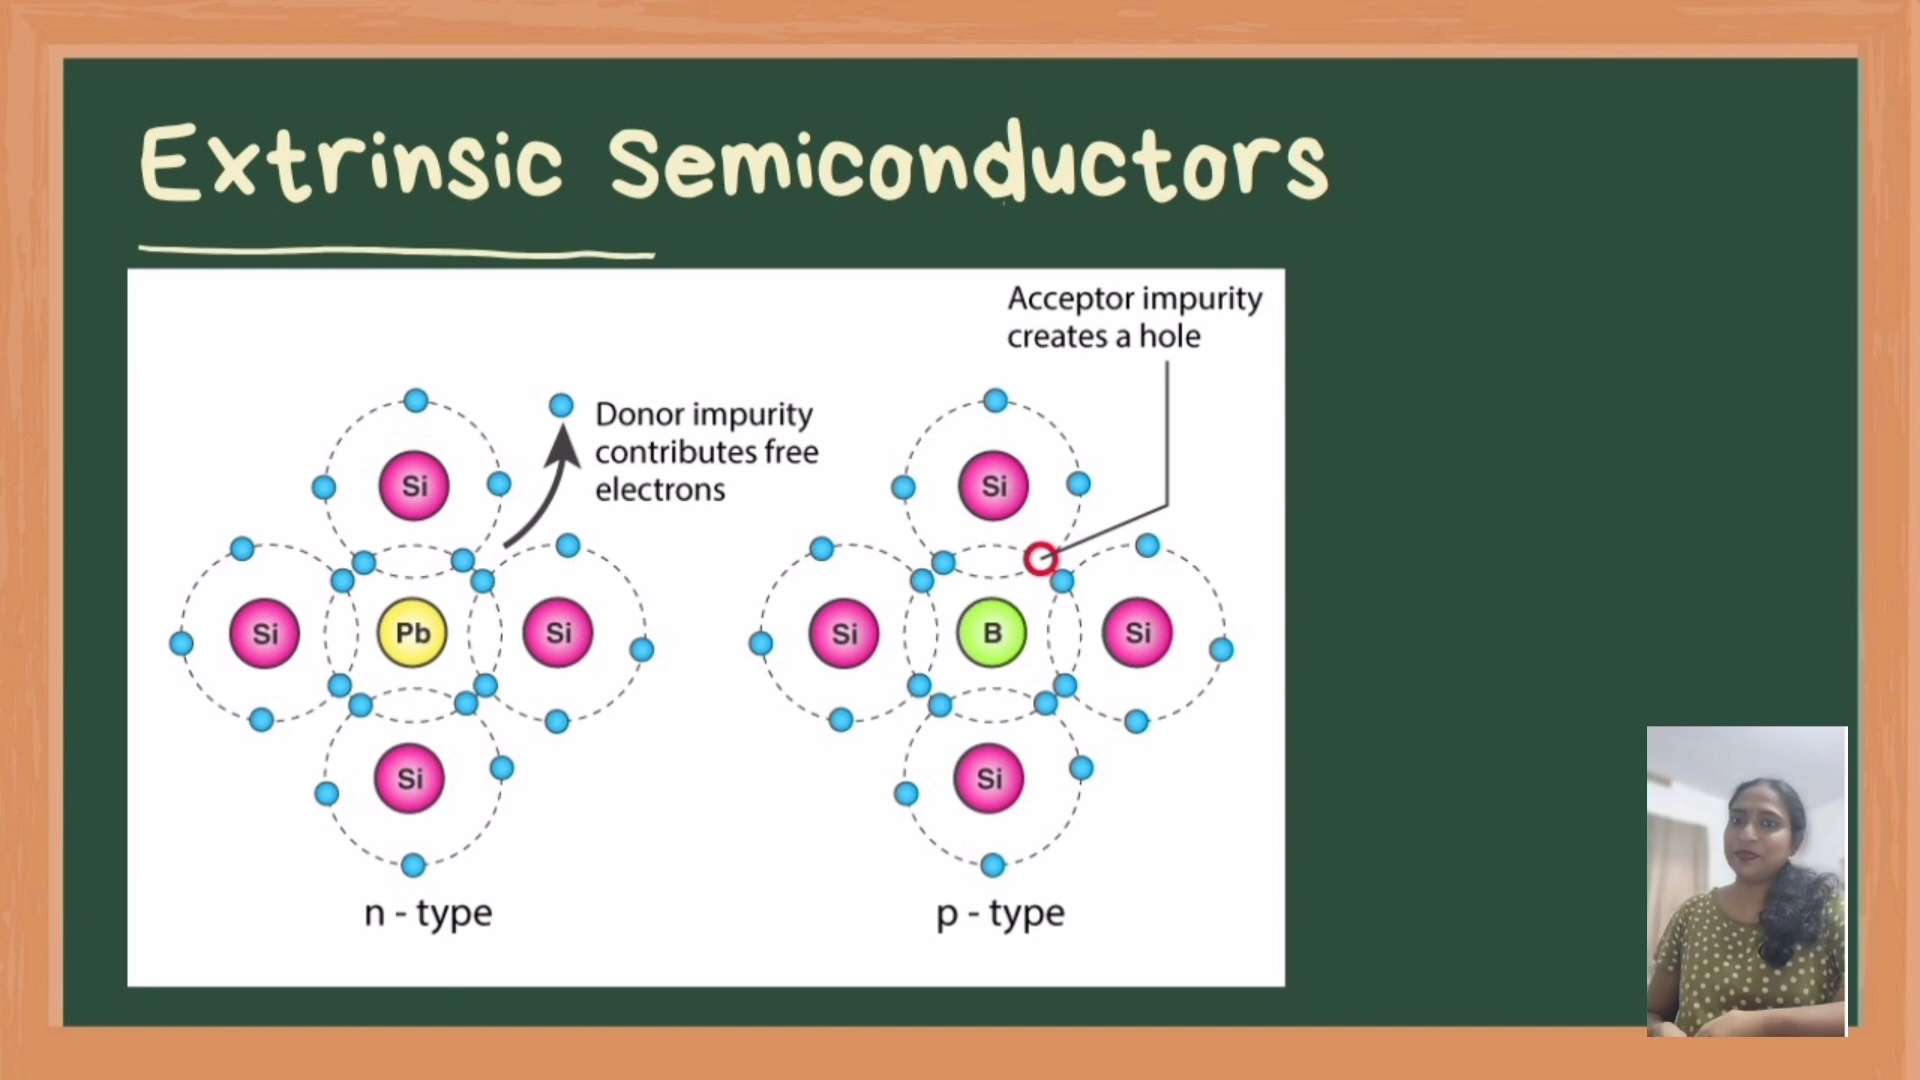 Extrinsic Semiconductors
Acceptor impurity
creates a hole
Donor impurity
contributes free
electrons
Si
Si
Si
Pb
Si
Si
B
Si
Si
Si
n - type
p - type